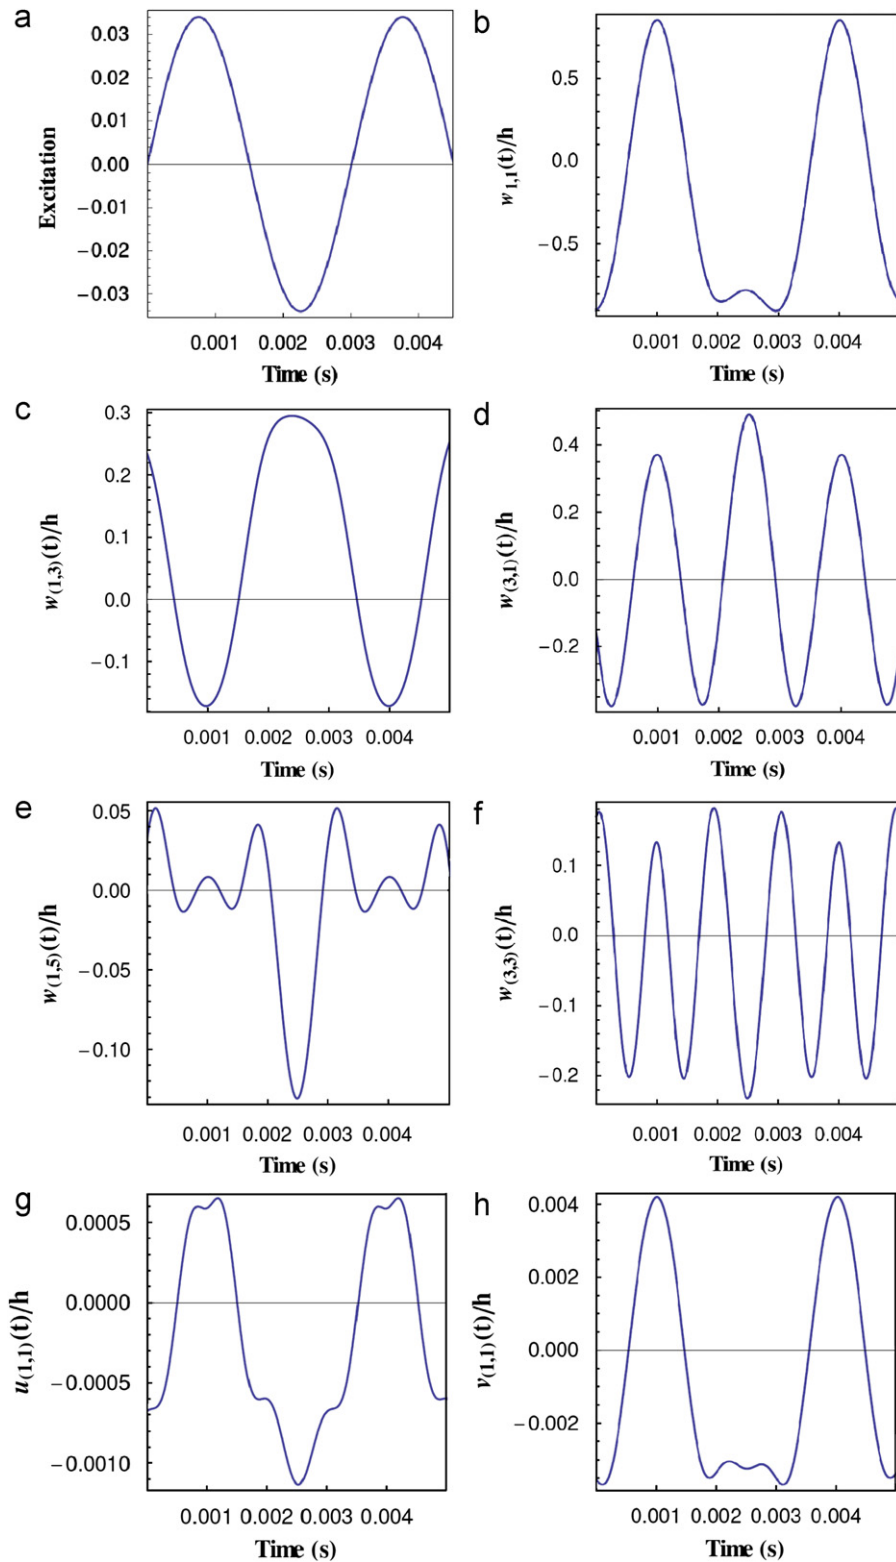 a
0.03
0.02
0.01
0.00
−0.01
−0.02
−0.03
Excitation
0.001 0.002 0.003 0.004
Time (s)
b
0.5
0.0
−0.5
w1,1(t)/h
0.001 0.002 0.003 0.004
Time (s)
c
0.3
0.2
0.1
0.0
−0.1
w(1,3)(t)/h
0.001 0.002 0.003 0.004
Time (s)
d
0.4
0.2
0.0
−0.2
w(3,1)(t)/h
0.001 0.002 0.003 0.004
Time (s)
e
0.05
0.00
−0.05
−0.10
w(1,5)(t)/h
0.001 0.002 0.003 0.004
Time (s)
f
0.1
0.0
−0.1
−0.2
w(3,3)(t)/h
0.001 0.002 0.003 0.004
Time (s)
g
0.0005
0.0000
−0.0005
−0.0010
u(1,1)(t)/h
0.001 0.002 0.003 0.004
Time (s)
h
0.004
0.002
0.000
−0.002
v(1,1)(t)/h
0.001 0.002 0.003 0.004
Time (s)